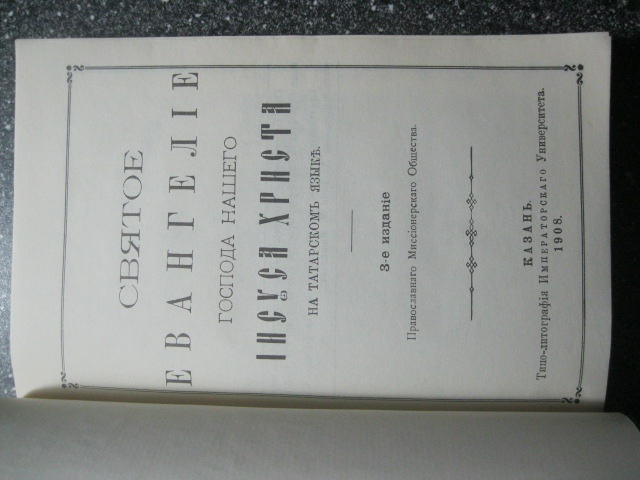 СВЯТОЕ
ЕВАНГЕЛІЕ
ГОСПОДА НАШЕГО
ІИСУСА ХРИСТА
НА ТАТАРСКОМЪ ЯЗЫКѢ.
3-е изданіе
Православнаго Миссіонерскаго Общества.
КАЗАНЬ.
Типо-литографія Императорскаго Университета.
1908.